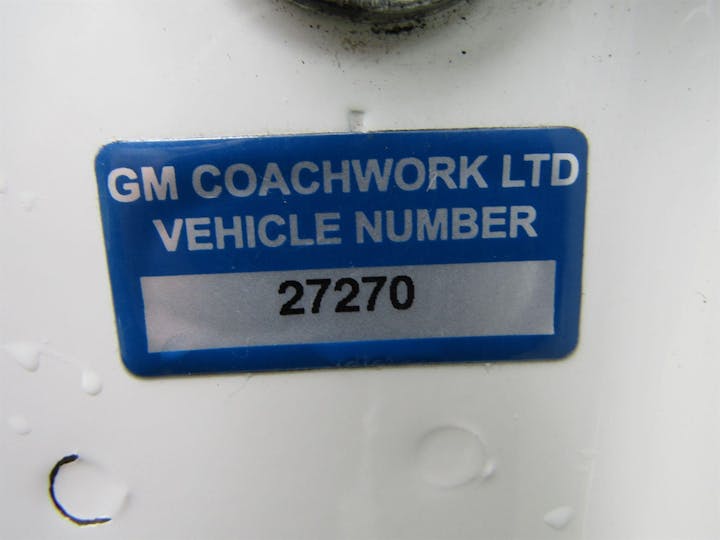 GM COACHWORK LTD
VEHICLE NUMBER
27270